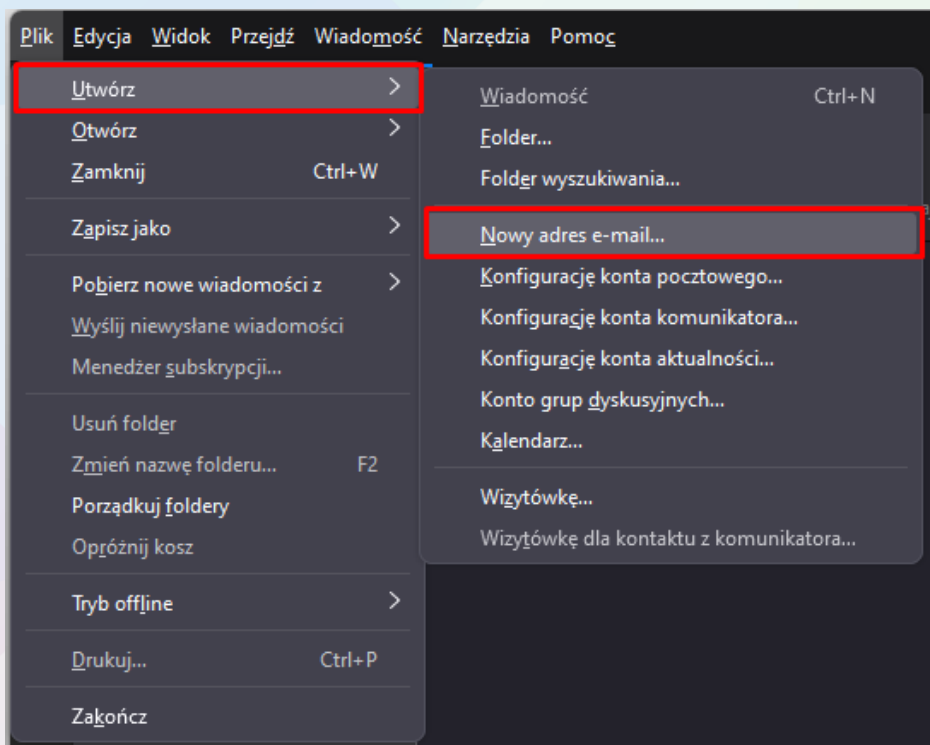 Plik Edycja Widok Przejdź Wiadomość Narzędzia Pomoc
Utwórz
Otwórz
Zamknij Ctrl+W
Zapisz jako
Pobierz nowe wiadomości z
Wyślij niewysłane wiadomości
Menedżer subskrypcji...
Usuń folder
Zmień nazwę folderu... F2
Porządkuj foldery
Opróżnij kosz
Tryb offline
Drukuj... Ctrl+P
Zakończ
Wiadomość Ctrl+N
Folder...
Folder wyszukiwania...
Nowy adres e-mail...
Konfigurację konta pocztowego...
Konfigurację konta komunikatora...
Konfigurację konta aktualności...
Konto grup dyskusyjnych...
Kalendarz...
Wizytówkę...
Wizytówkę dla kontaktu z komunikatora...